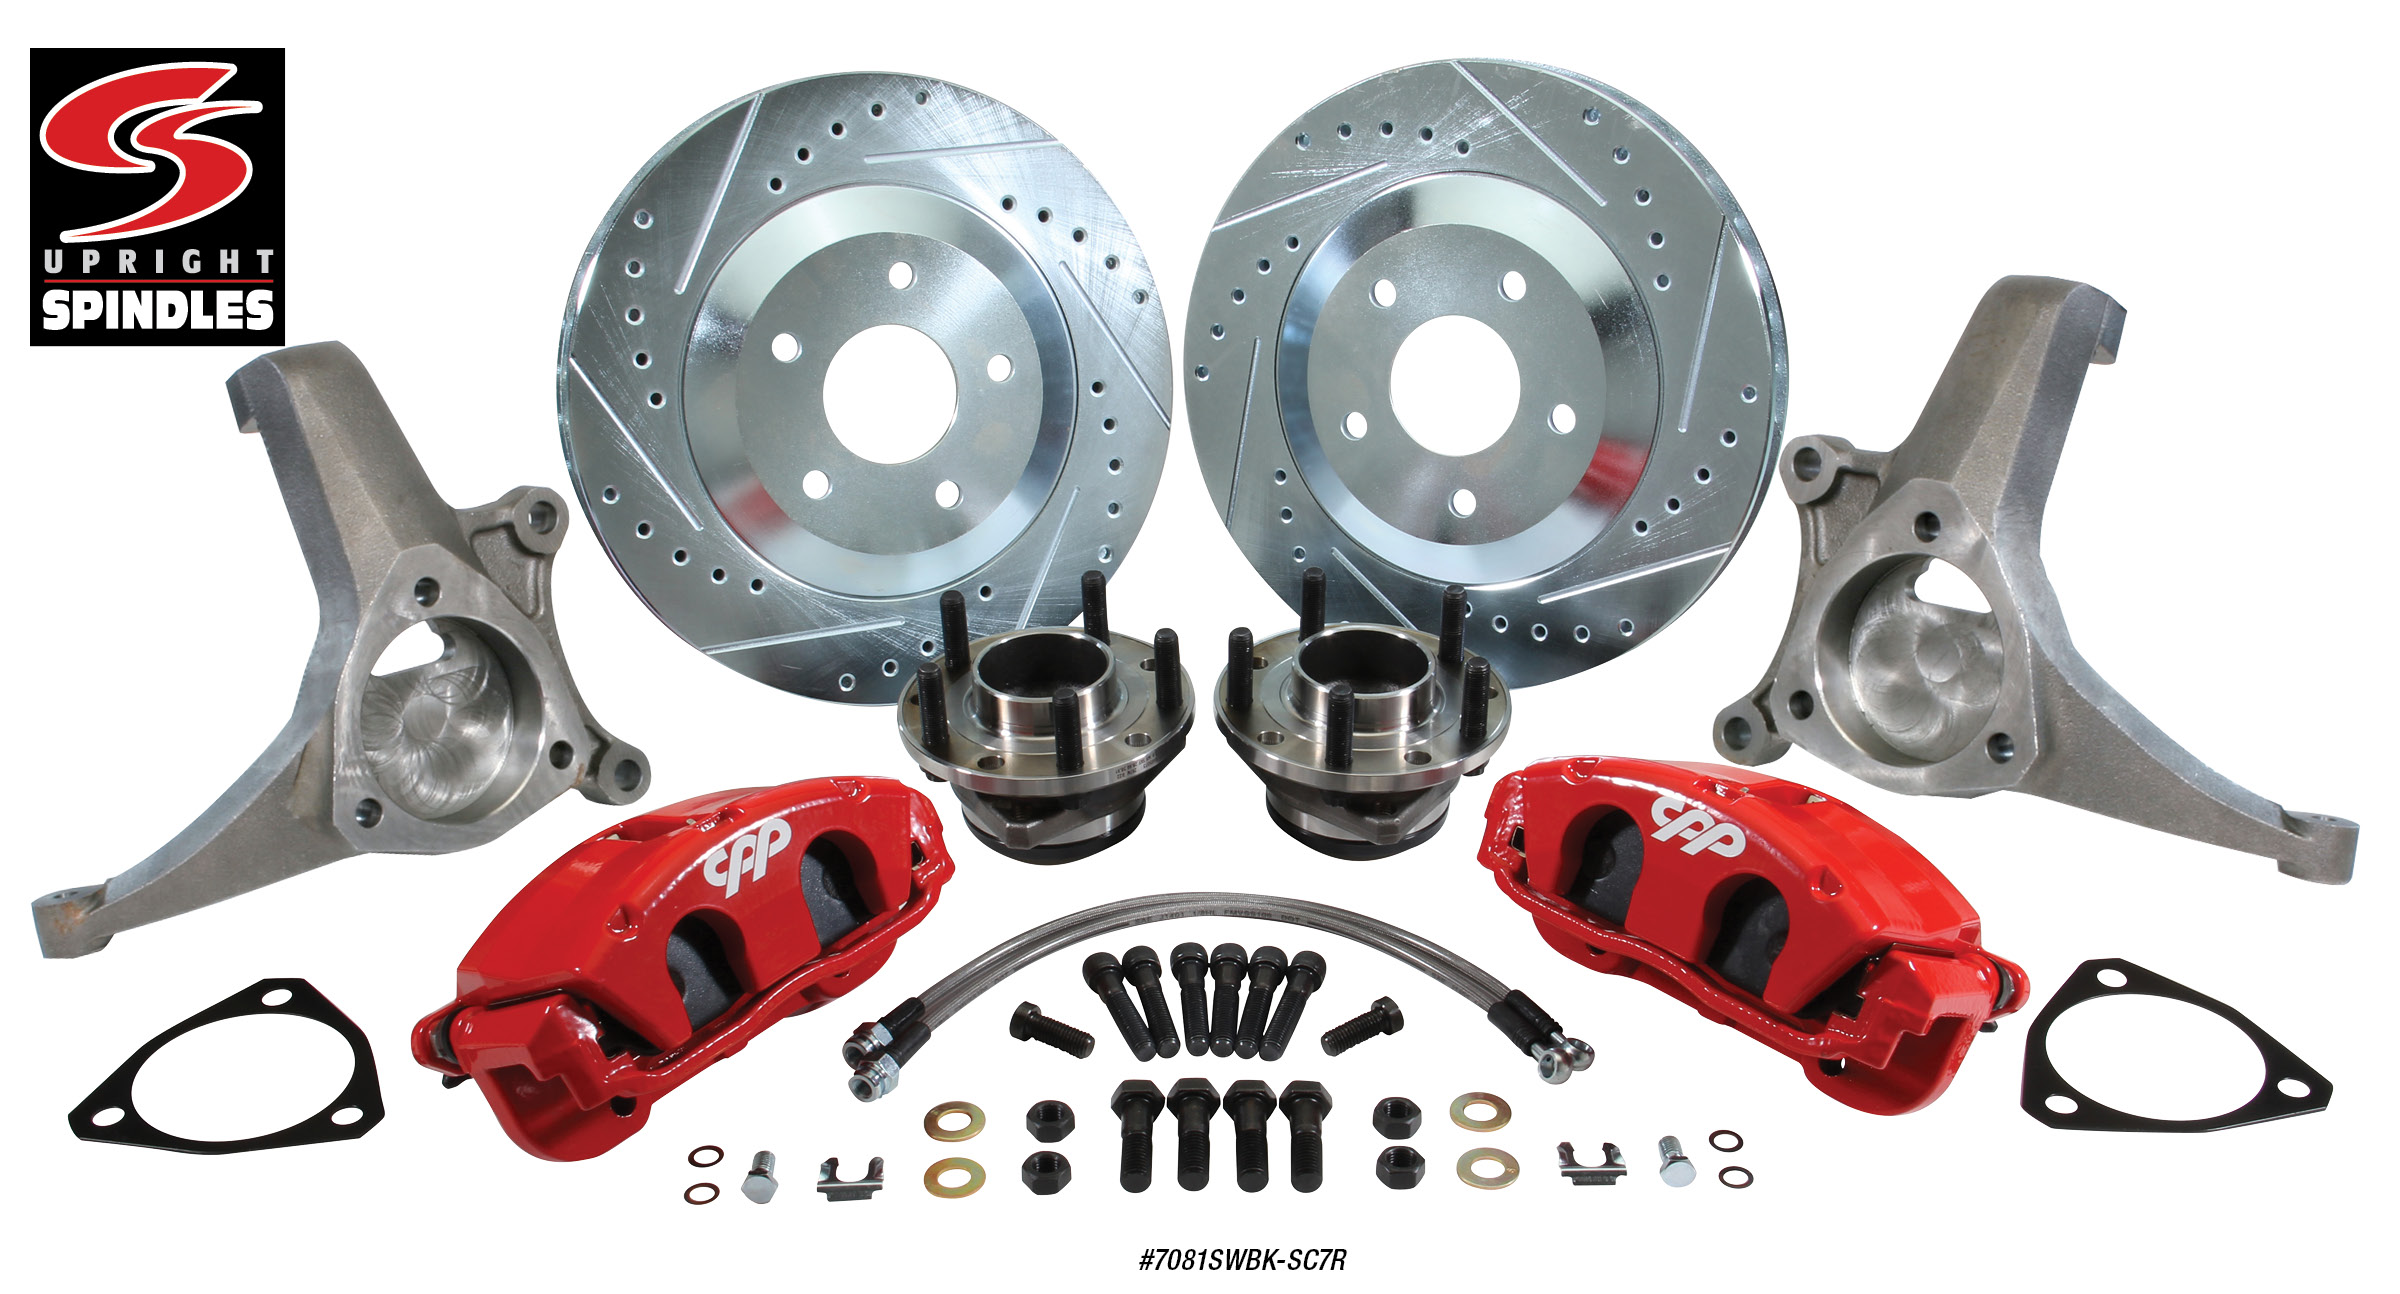 UPRIGHT
SPINDLES
CPP
CPP
#7081SWBK-SC7R